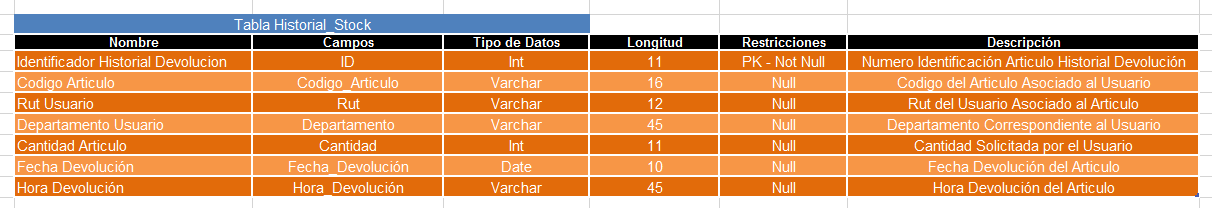 Tabla Historial_Stock
Nombre Campos Tipo de Datos Longitud Restricciones Descripción
Identificador Historial Devolucion ID Int 11 PK - Not Null Numero Identificación Articulo Historial Devolución
Codigo Articulo Codigo_Articulo Varchar 16 Null Codigo del Articulo Asociado al Usuario
Rut Usuario Rut Varchar 12 Null Rut del Usuario Asociado al Articulo
Departamento Usuario Departamento Varchar 45 Null Departamento Correspondiente al Usuario
Cantidad Articulo Cantidad Int 11 Null Cantidad Solicitada por el Usuario
Fecha Devolución Fecha_Devolución Date 10 Null Fecha Devolución del Articulo
Hora Devolución Hora_Devolución Varchar 45 Null Hora Devolución del Articulo